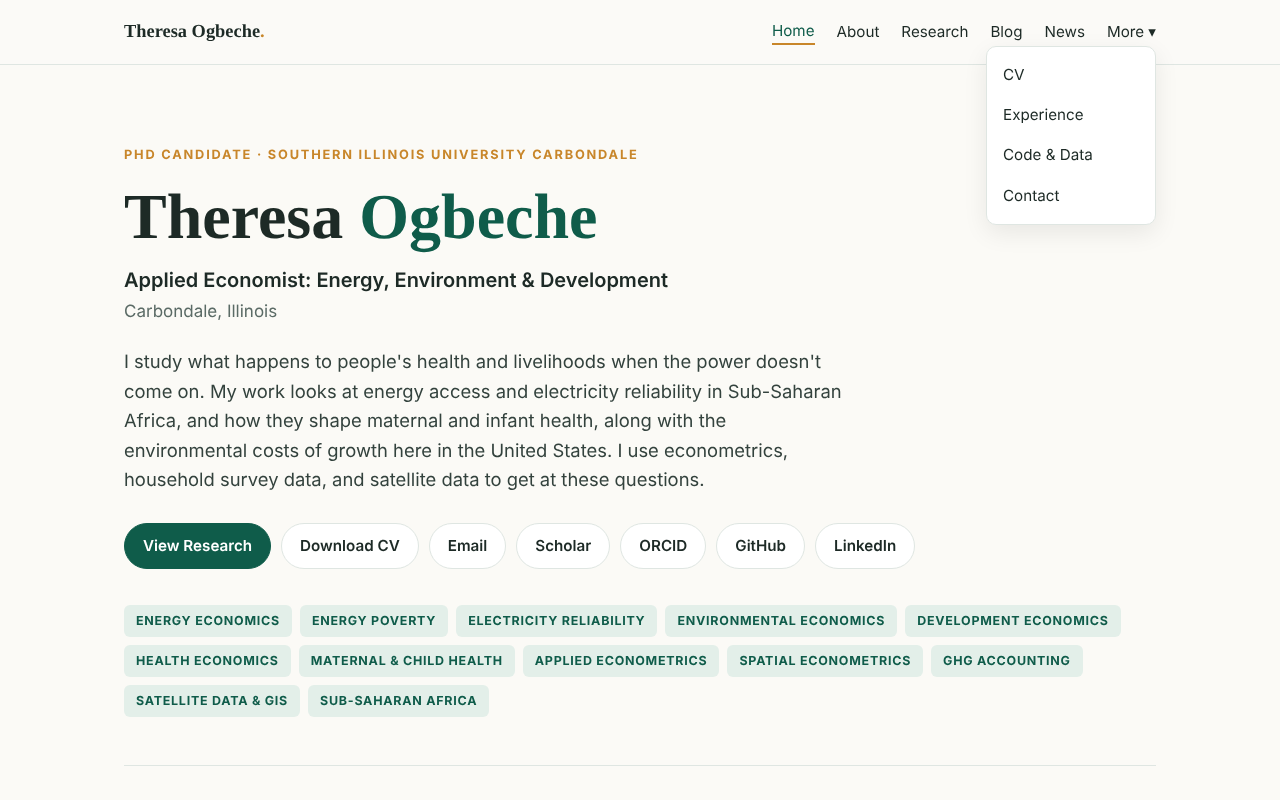 Theresa Ogbeche.
Home About Research Blog News More ▾
CV
Experience
Code & Data
Contact
PHD CANDIDATE · SOUTHERN ILLINOIS UNIVERSITY CARBONDALE
Theresa Ogbeche
Applied Economist: Energy, Environment & Development
Carbondale, Illinois
I study what happens to people's health and livelihoods when the power doesn't
come on. My work looks at energy access and electricity reliability in Sub-Saharan
Africa, and how they shape maternal and infant health, along with the
environmental costs of growth here in the United States. I use econometrics,
household survey data, and satellite data to get at these questions.
View Research Download CV Email Scholar ORCID GitHub LinkedIn
ENERGY ECONOMICS ENERGY POVERTY ELECTRICITY RELIABILITY ENVIRONMENTAL ECONOMICS DEVELOPMENT ECONOMICS
HEALTH ECONOMICS MATERNAL & CHILD HEALTH APPLIED ECONOMETRICS SPATIAL ECONOMETRICS GHG ACCOUNTING
SATELLITE DATA & GIS SUB-SAHARAN AFRICA